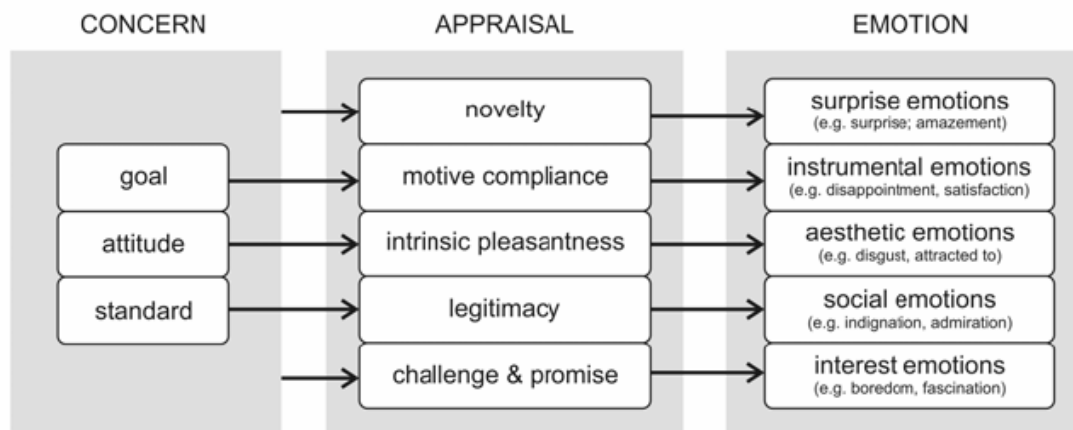 CONCERN
APPRAISAL
EMOTION
novelty
surprise emotions
(e.g. surprise; amazement)
goal
motive compliance
instrumental emotions
(e.g. disappointment, satisfaction)
attitude
intrinsic pleasantness
aesthetic emotions
(e.g. disgust, attracted to)
standard
legitimacy
social emotions
(e.g. indignation, admiration)
challenge & promise
interest emotions
(e.g. boredom, fascination)